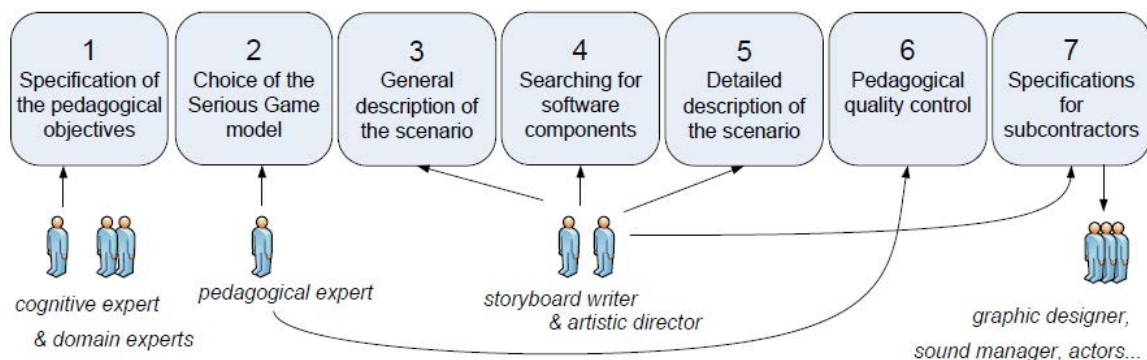 1
Specification of
the pedagogical
objectives
2
Choice of the
Serious Game
model
3
General
description of
the scenario
4
Searching for
software
components
5
Detailed
description of
the scenario
6
Pedagogical
quality control
7
Specifications
for
subcontractors
cognitive expert
& domain experts
pedagogical expert
storyboard writer
& artistic director
graphic designer,
sound manager, actors...